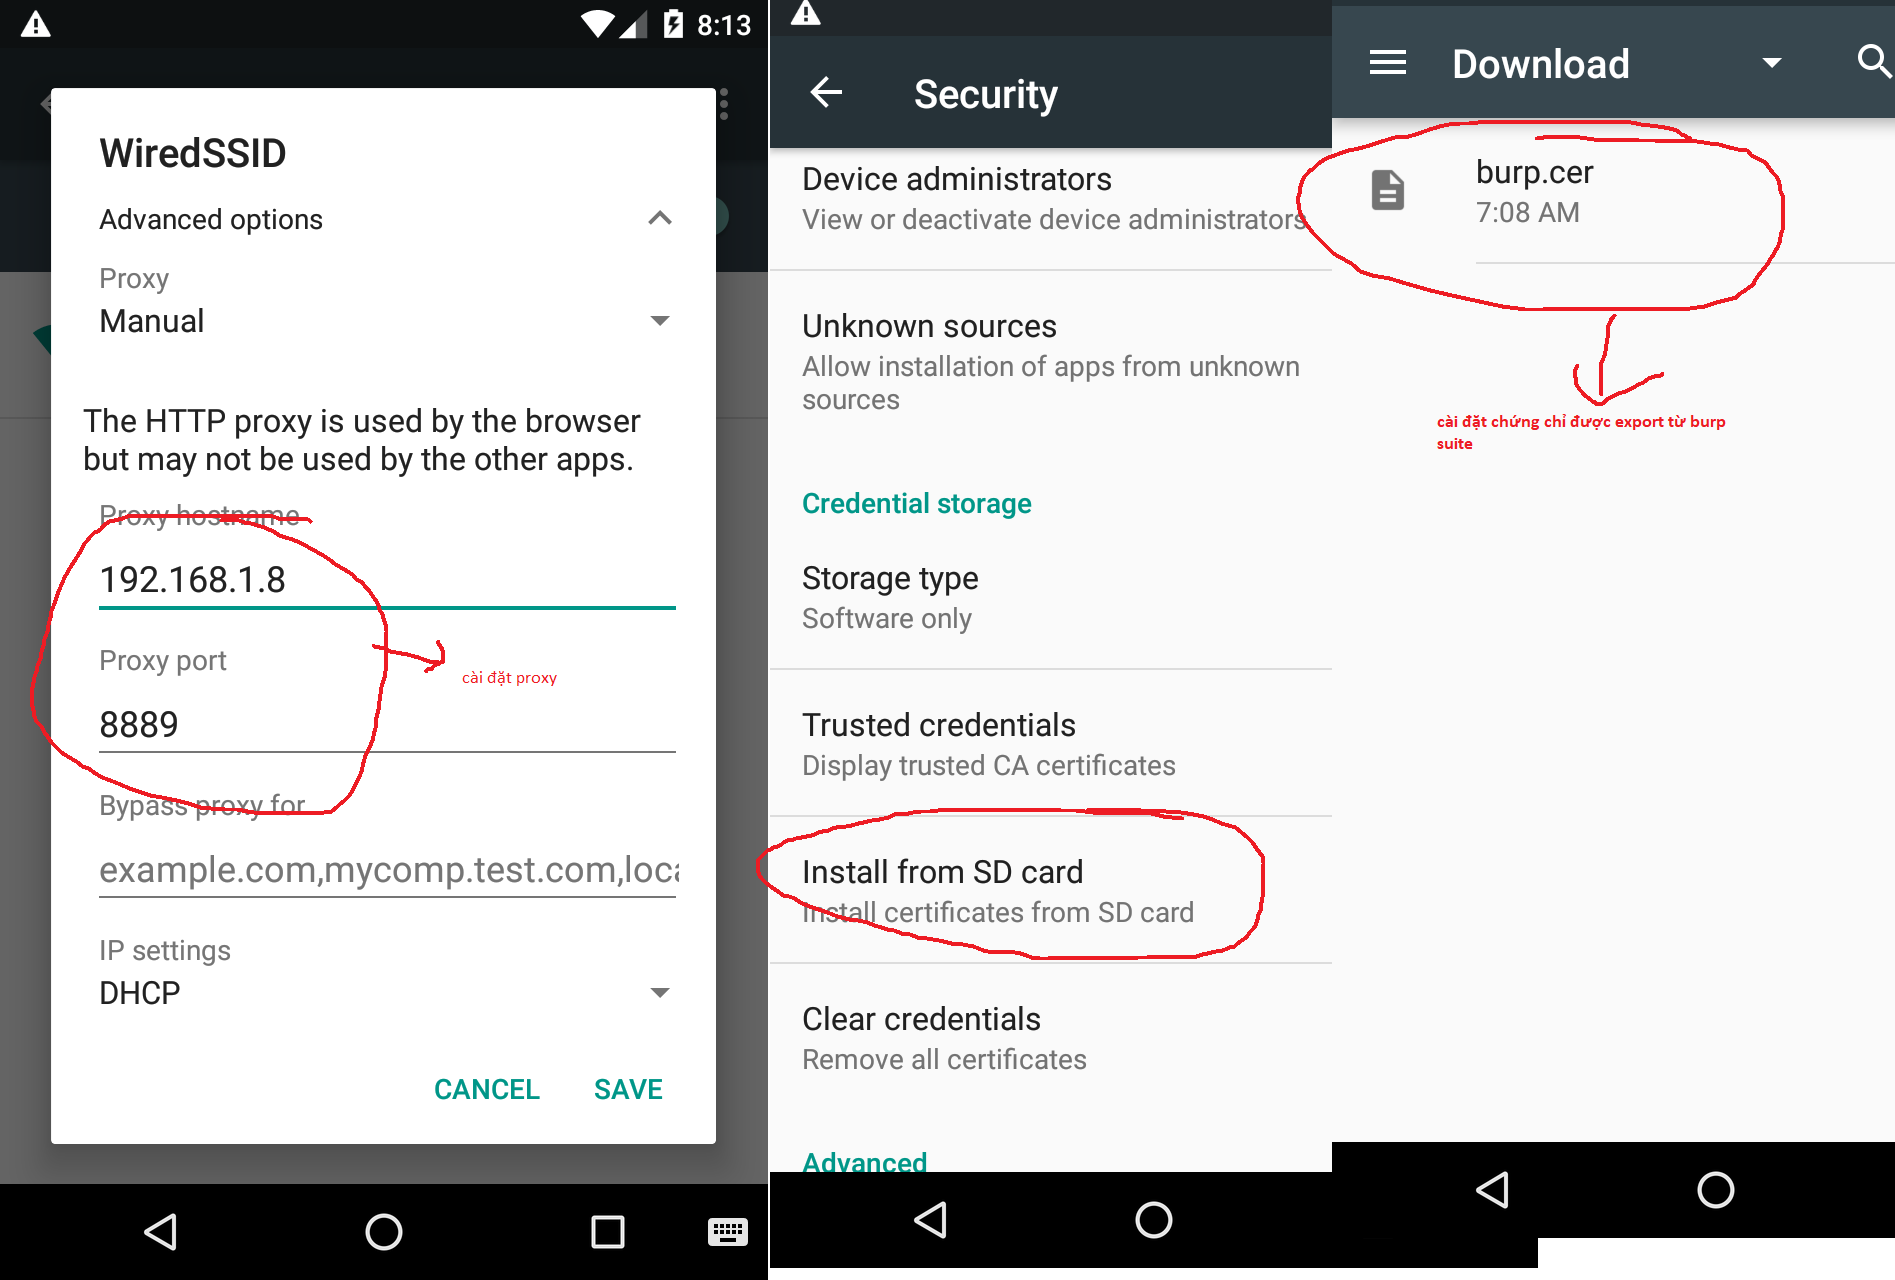 8:13
WiredSSID
Advanced options
Proxy
Manual
The HTTP proxy is used by the browser
but may not be used by the other apps.
Proxy hostname
192.168.1.8
Proxy port
8889
cài đặt proxy
Bypass proxy for
example.com,mycomp.test.com,loca
IP settings
DHCP
CANCEL SAVE
Security
Device administrators
View or deactivate device administrators
Unknown sources
Allow installation of apps from unknown
sources
Credential storage
Storage type
Software only
Trusted credentials
Display trusted CA certificates
Install from SD card
Install certificates from SD card
Clear credentials
Remove all certificates
Advanced
Download
burp.cer
7:08 AM
cài đặt chứng chỉ được export từ burp
suite